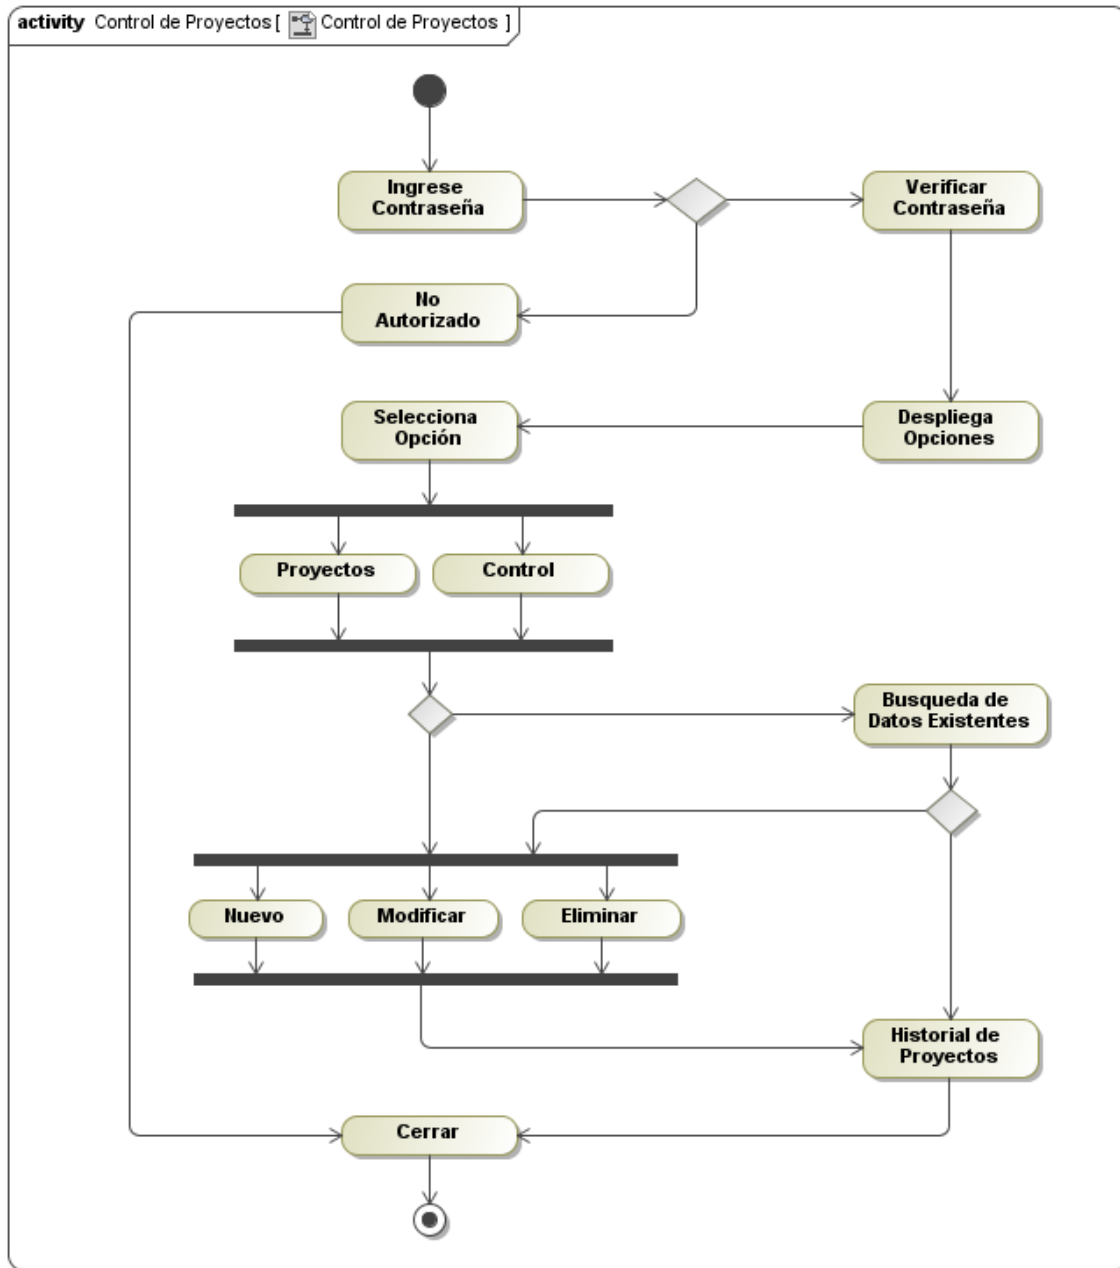 activity Control de Proyectos [ Control de Proyectos ]
Ingrese
Contraseña
Verificar
Contraseña
No
Autorizado
Selecciona
Opción
Despliega
Opciones
Proyectos
Control
Busqueda de
Datos Existentes
Nuevo
Modificar
Eliminar
Historial de
Proyectos
Cerrar